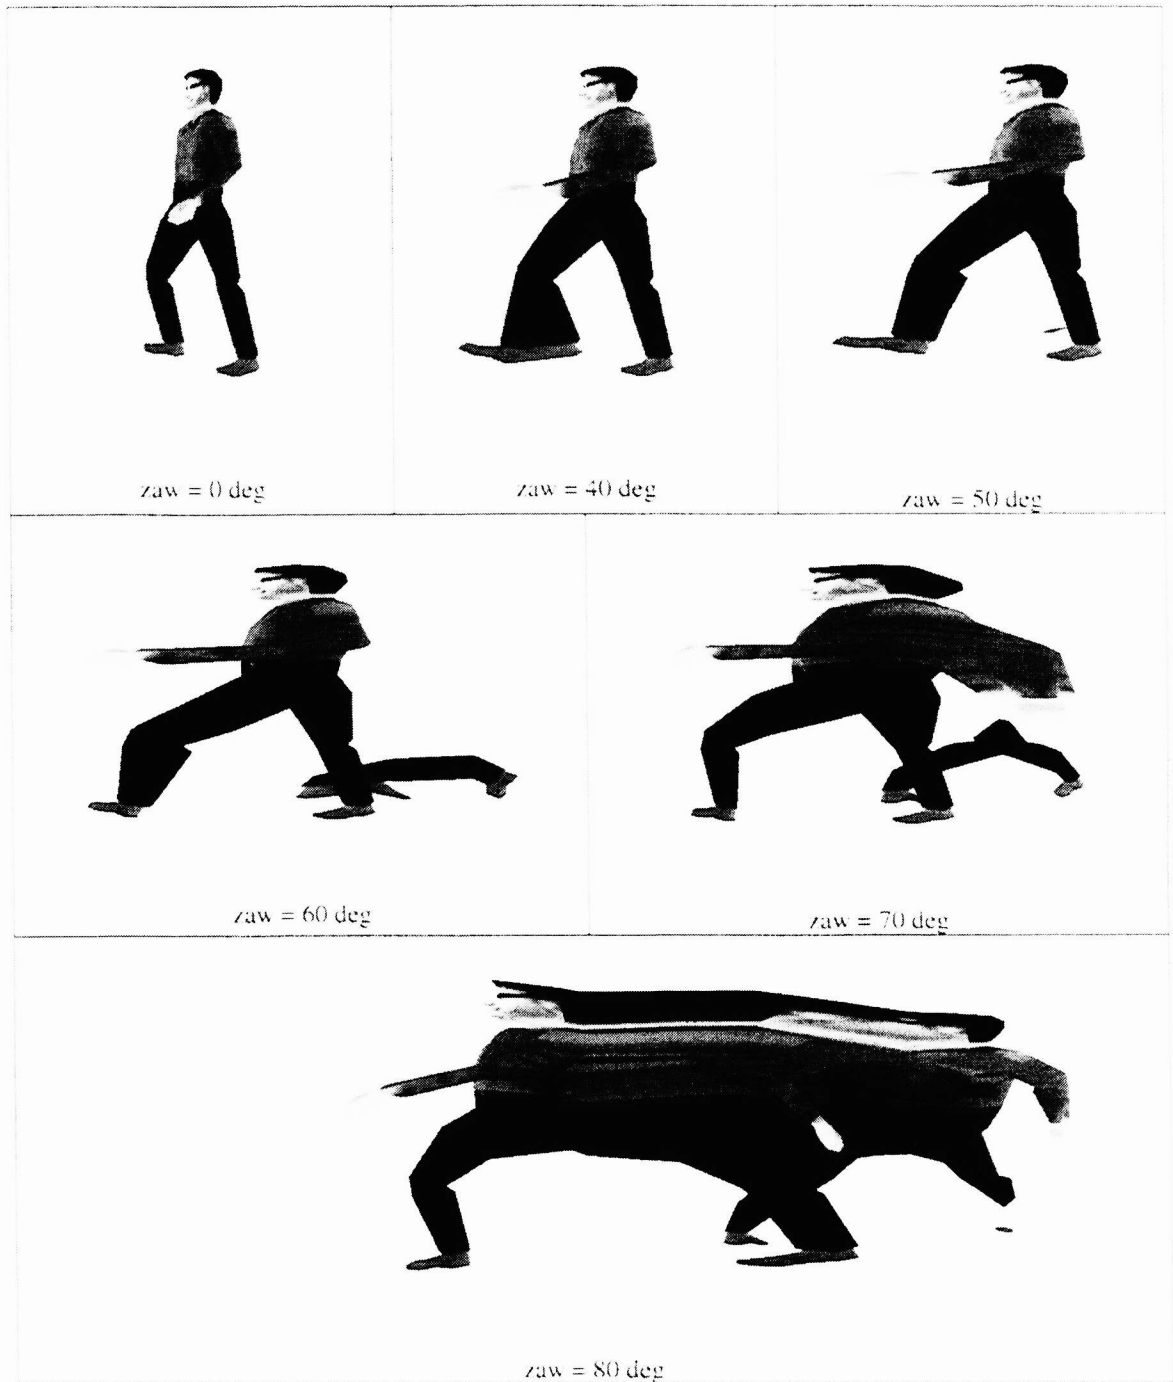 zaw = 0 deg
zaw = 40 deg
zaw = 50 deg
zaw = 60 deg
zaw = 70 deg
zaw = 80 deg